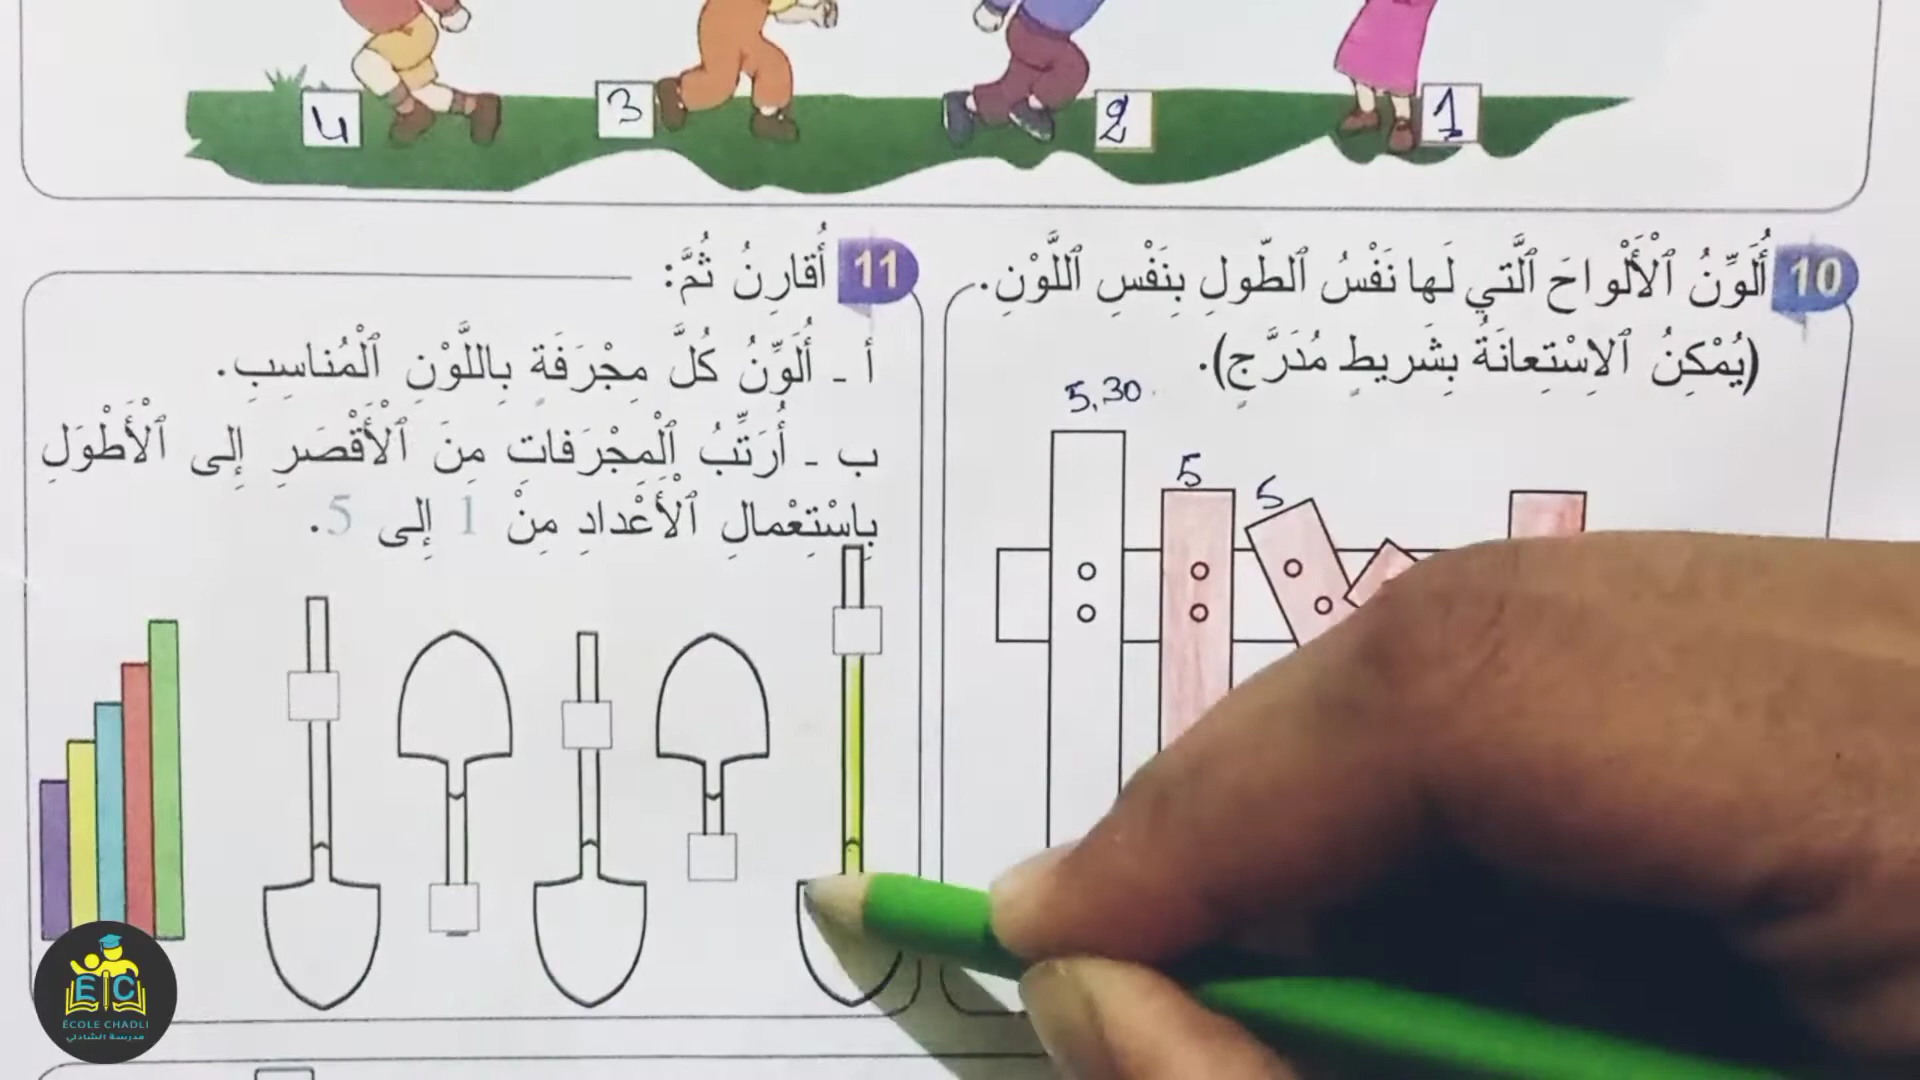 4 3 2 1
10 أُلَوِّنُ ٱلْأَلْواحَ ٱلَّتي لَها نَفْسُ ٱلطّولِ بِنَفْسِ ٱللَّوْنِ.
(يُمْكِنُ ٱلِاسْتِعانَةُ بِشَريطٍ مُدَرَّجٍ).
5,30
5
5
11 أُقارِنُ ثُمَّ:
أ - أُلَوِّنُ كُلَّ مِجْرَفَةٍ بِاللَّوْنِ ٱلْمُناسِبِ.
ب - أُرَتِّبُ ٱلْمِجْرَفاتِ مِنَ ٱلْأَقْصَرِ إِلى ٱلْأَطْوَلِ
بِاسْتِعْمالِ ٱلْأَعْدادِ مِنْ 1 إِلى 5.
E C
ÉCOLE CHADLI
مدرسة الشاذلي